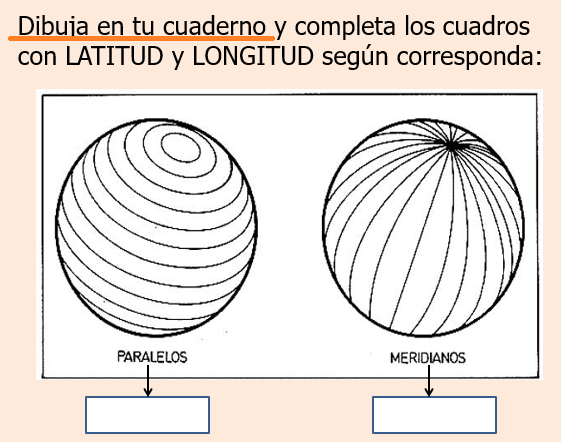 Dibuja en tu cuaderno y completa los cuadros
con LATITUD y LONGITUD según corresponda:
PARALELOS
MERIDIANOS